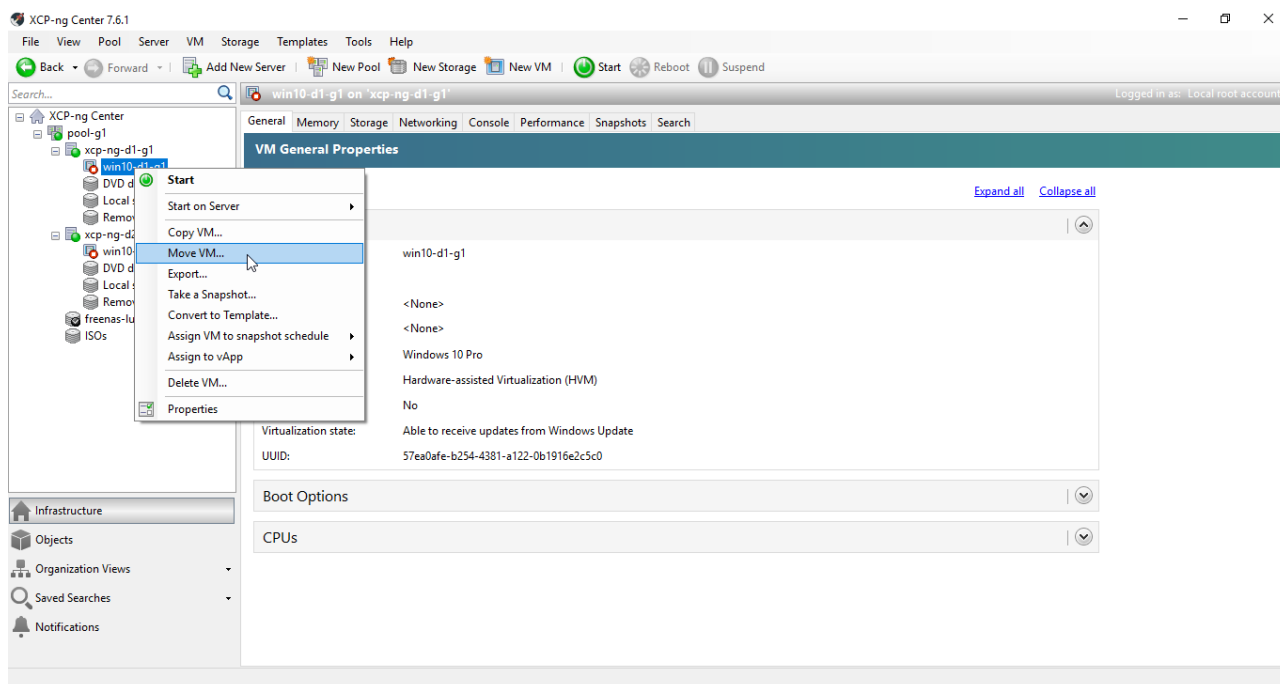 XCP-ng Center 7.6.1
File View Pool Server VM Storage Templates Tools Help
Back Forward Add New Server New Pool New Storage New VM Start Reboot Suspend
Search...
win10-d1-g1 on 'xcp-ng-d1-g1'
Logged in as: Local root account
XCP-ng Center
pool-g1
xcp-ng-d1-g1
win10-d1-g1
DVD d
Local s
Remov
xcp-ng-d2
win10-
DVD d
Local s
Remov
freenas-lu
ISOs
General Memory Storage Networking Console Performance Snapshots Search
VM General Properties
Expand all Collapse all
Start
Start on Server
Copy VM...
Move VM...
Export...
Take a Snapshot...
Convert to Template...
Assign VM to snapshot schedule
Assign to vApp
Delete VM...
Properties
win10-d1-g1
<None>
<None>
Windows 10 Pro
Hardware-assisted Virtualization (HVM)
No
Virtualization state: Able to receive updates from Windows Update
UUID: 57ea0afe-b254-4381-a122-0b1916e2c5c0
Boot Options
CPUs
Infrastructure
Objects
Organization Views
Saved Searches
Notifications